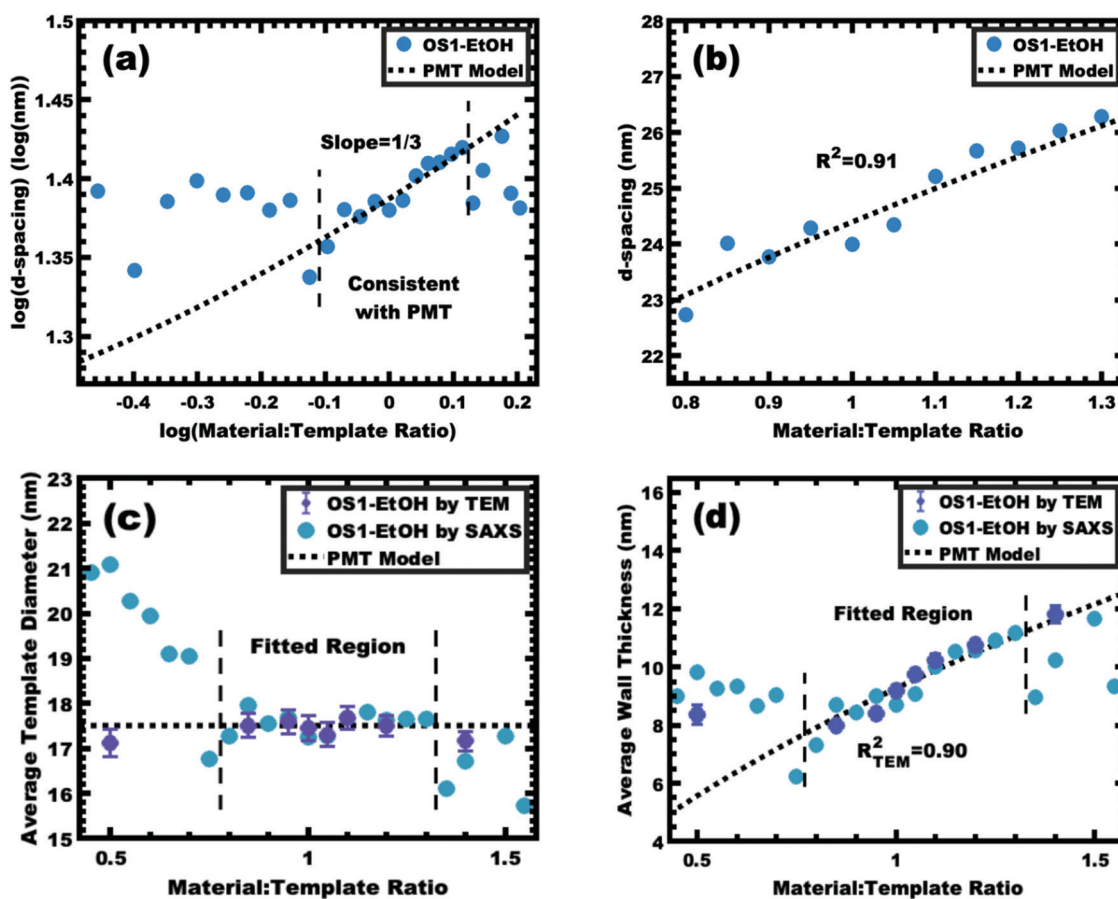 (a)
OS1-EtOH
PMT Model
Slope=1/3
Consistent
with PMT
1.5
1.45
1.4
1.35
1.3
log(d-spacing) (log(nm))
-0.4 -0.3 -0.2 -0.1 0 0.1 0.2
log(Material:Template Ratio)
(b)
OS1-EtOH
PMT Model
R²=0.91
28
27
26
25
24
23
22
d-spacing (nm)
0.8 0.9 1 1.1 1.2 1.3
Material:Template Ratio
(c)
OS1-EtOH by TEM
OS1-EtOH by SAXS
PMT Model
Fitted Region
23
22
21
20
19
18
17
16
15
Average Template Diameter (nm)
0.5 1 1.5
Material:Template Ratio
(d)
OS1-EtOH by TEM
OS1-EtOH by SAXS
PMT Model
Fitted Region
R²TEM=0.90
16
14
12
10
8
6
4
Average Wall Thickness (nm)
0.5 1 1.5
Material:Template Ratio